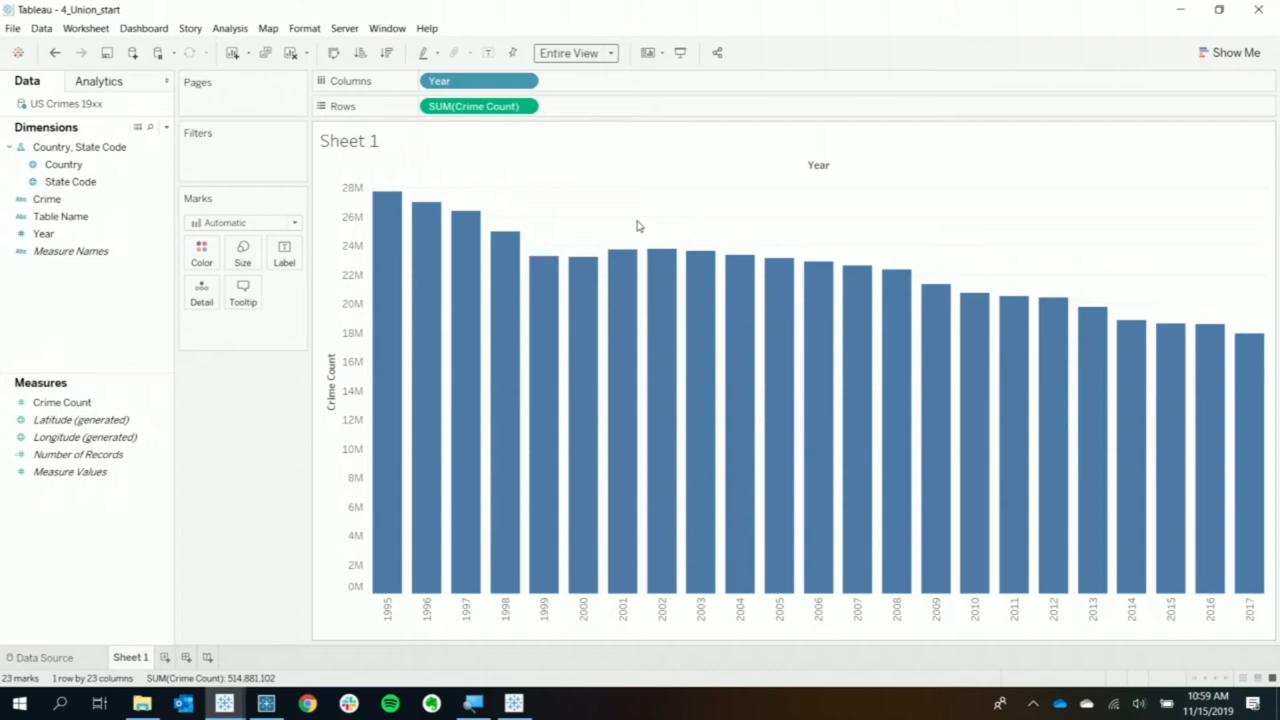 Tableau - 4_Union_start
File Data Worksheet Dashboard Story Analysis Map Format Server Window Help
Entire View
Show Me
Data Analytics
US Crimes 19xx
Dimensions
Country, State Code
Country
State Code
Abc Crime
Abc Table Name
# Year
Abc Measure Names
Measures
# Crime Count
Latitude (generated)
Longitude (generated)
=# Number of Records
# Measure Values
Pages
Filters
Marks
Automatic
Color Size Label
Detail Tooltip
Columns Year
Rows SUM(Crime Count)
Sheet 1
Year
Crime Count
28M
26M
24M
22M
20M
18M
16M
14M
12M
10M
8M
6M
4M
2M
0M
1995 1996 1997 1998 1999 2000 2001 2002 2003 2004 2005 2006 2007 2008 2009 2010 2011 2012 2013 2014 2015 2016 2017
Data Source Sheet 1
23 marks 1 row by 23 columns SUM(Crime Count): 514,881,102
10:59 AM
11/15/2019